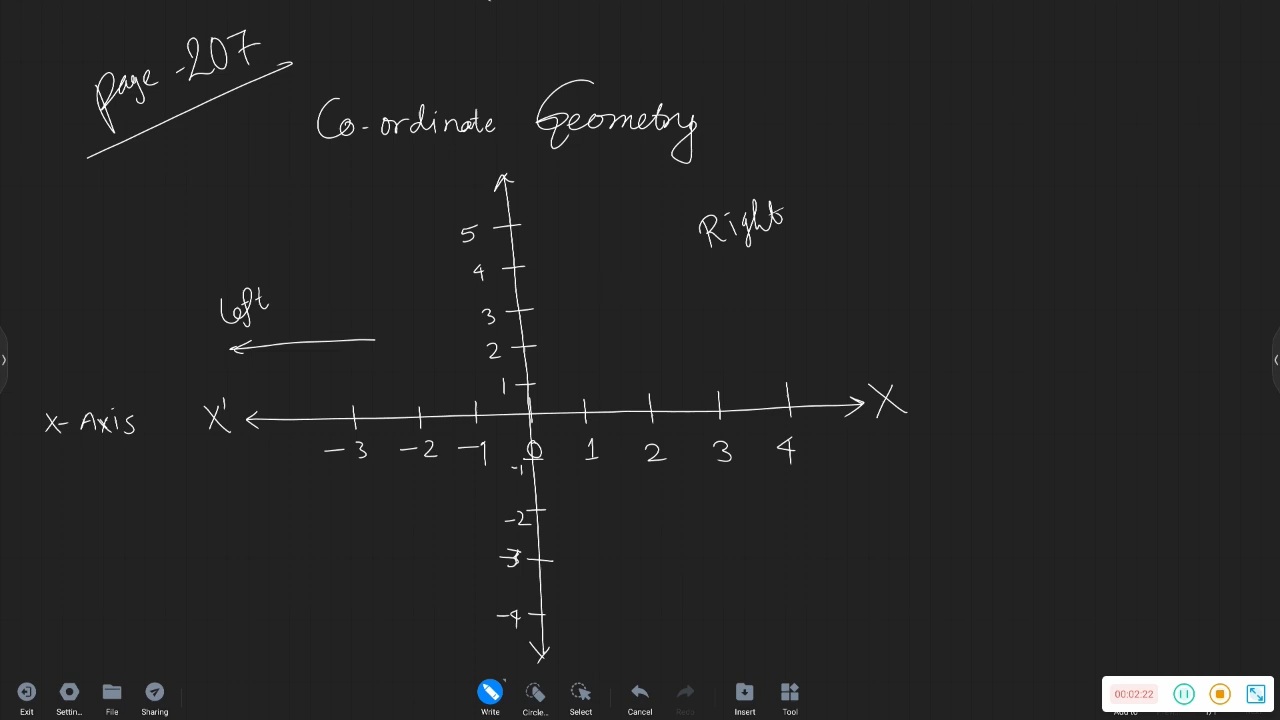 Page -207
Co-ordinate Geometry
Right
5
4
left
3
2
1
X-Axis X' X
-3 -2 -1 0 1 2 3 4
-1
-2
-3
-4
00:02:22
Exit Settin... File Sharing Write Circle... Select Cancel Redo Insert Tool